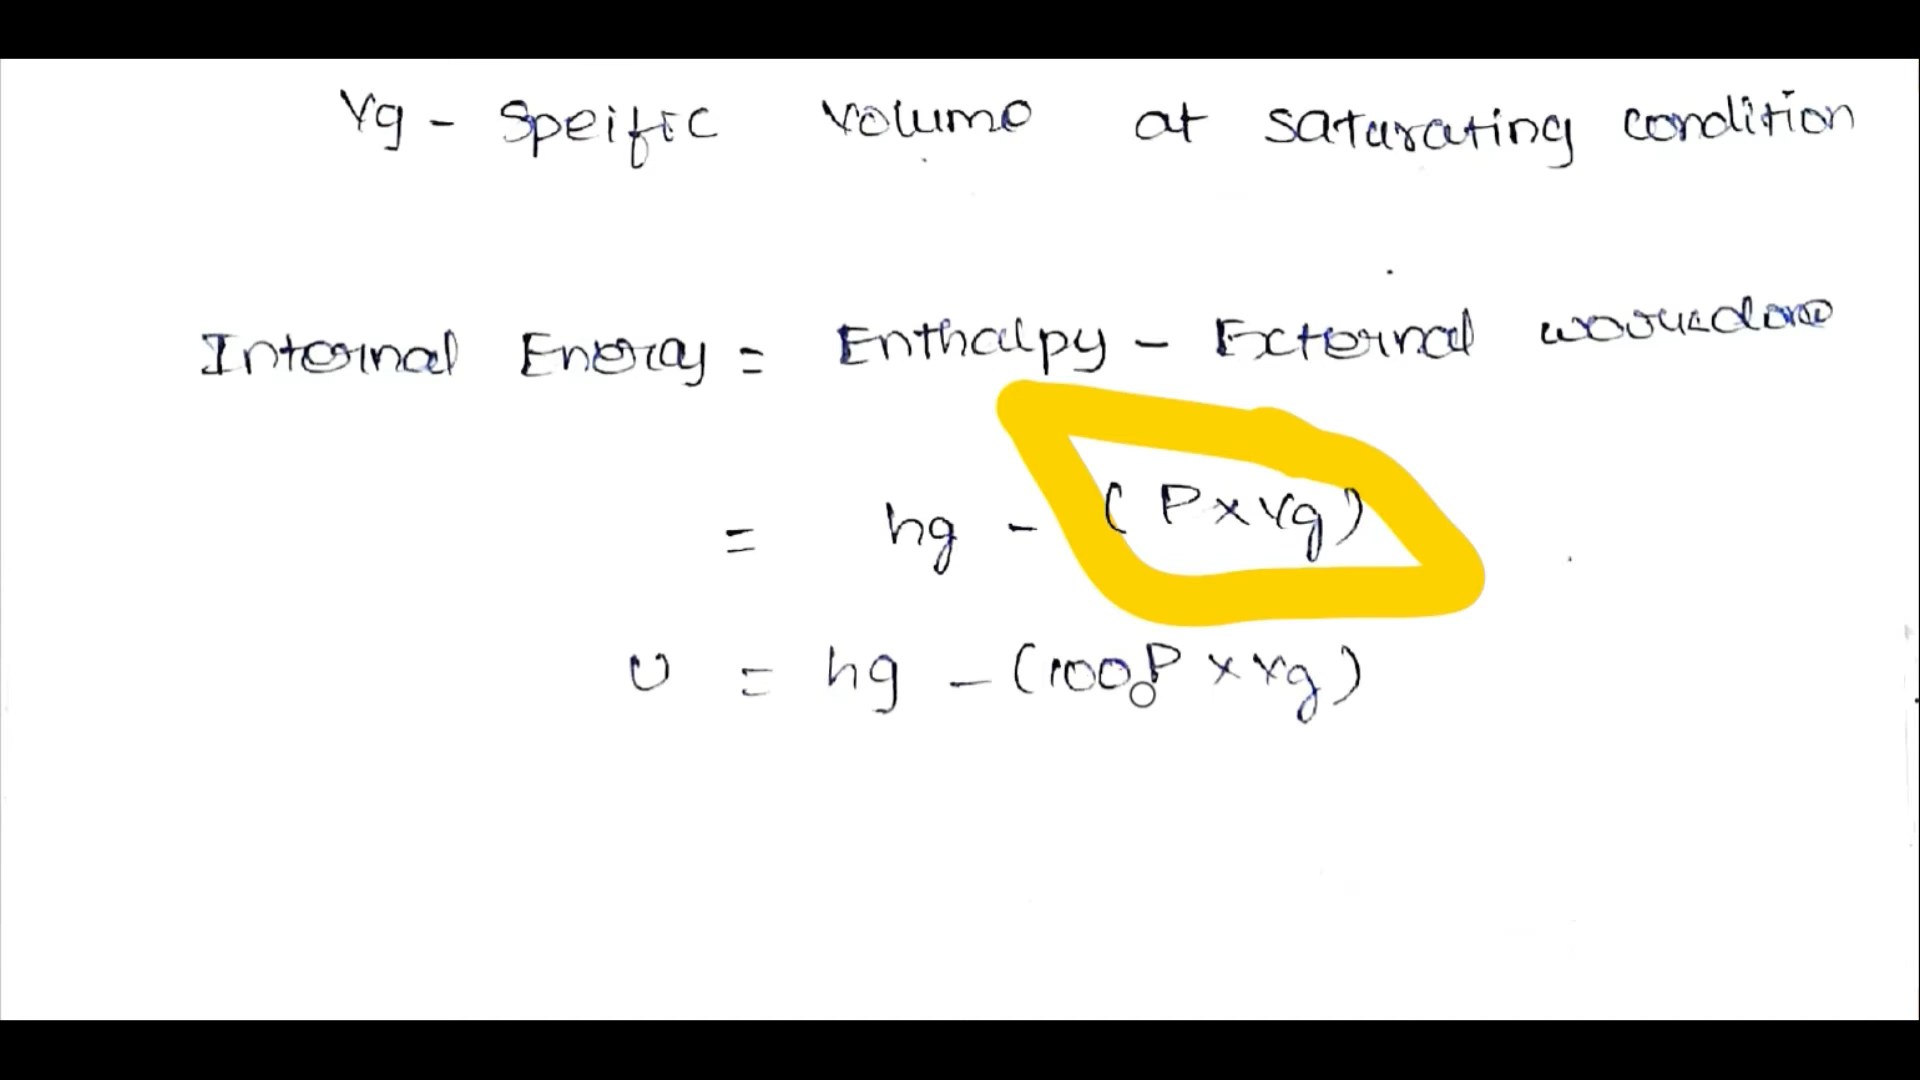 Vg - Speific Volume at saturating condition
Internal Energy = Enthalpy - External workdone
= hg - (P×Vg)
U = hg - (100P × Vg)